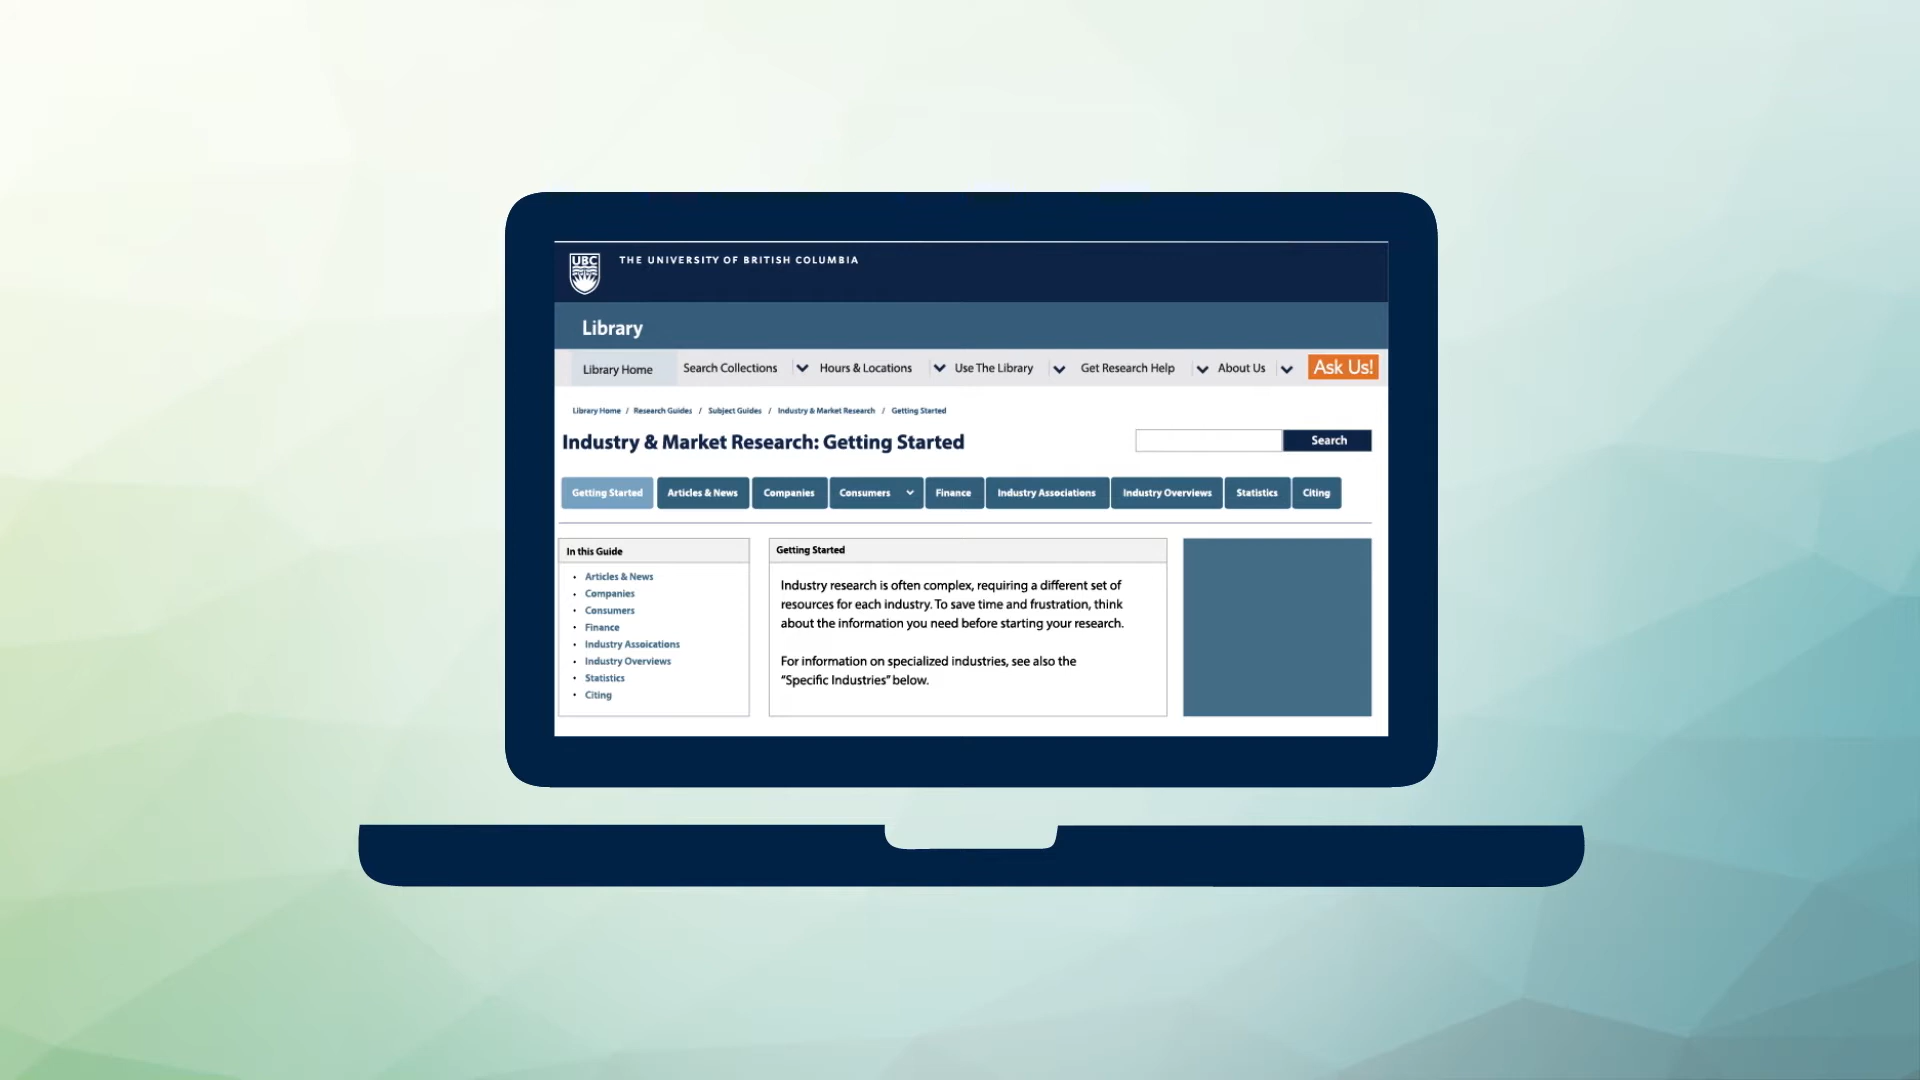 UBC
THE UNIVERSITY OF BRITISH COLUMBIA
Library
Library Home Search Collections Hours & Locations Use The Library Get Research Help About Us Ask Us!
Library Home / Research Guides / Subject Guides / Industry & Market Research / Getting Started
Industry & Market Research: Getting Started
Search
Getting Started Articles & News Companies Consumers Finance Industry Associations Industry Overviews Statistics Citing
In this Guide
• Articles & News
• Companies
• Consumers
• Finance
• Industry Assoications
• Industry Overviews
• Statistics
• Citing
Getting Started
Industry research is often complex, requiring a different set of
resources for each industry. To save time and frustration, think
about the information you need before starting your research.
For information on specialized industries, see also the
“Specific Industries” below.